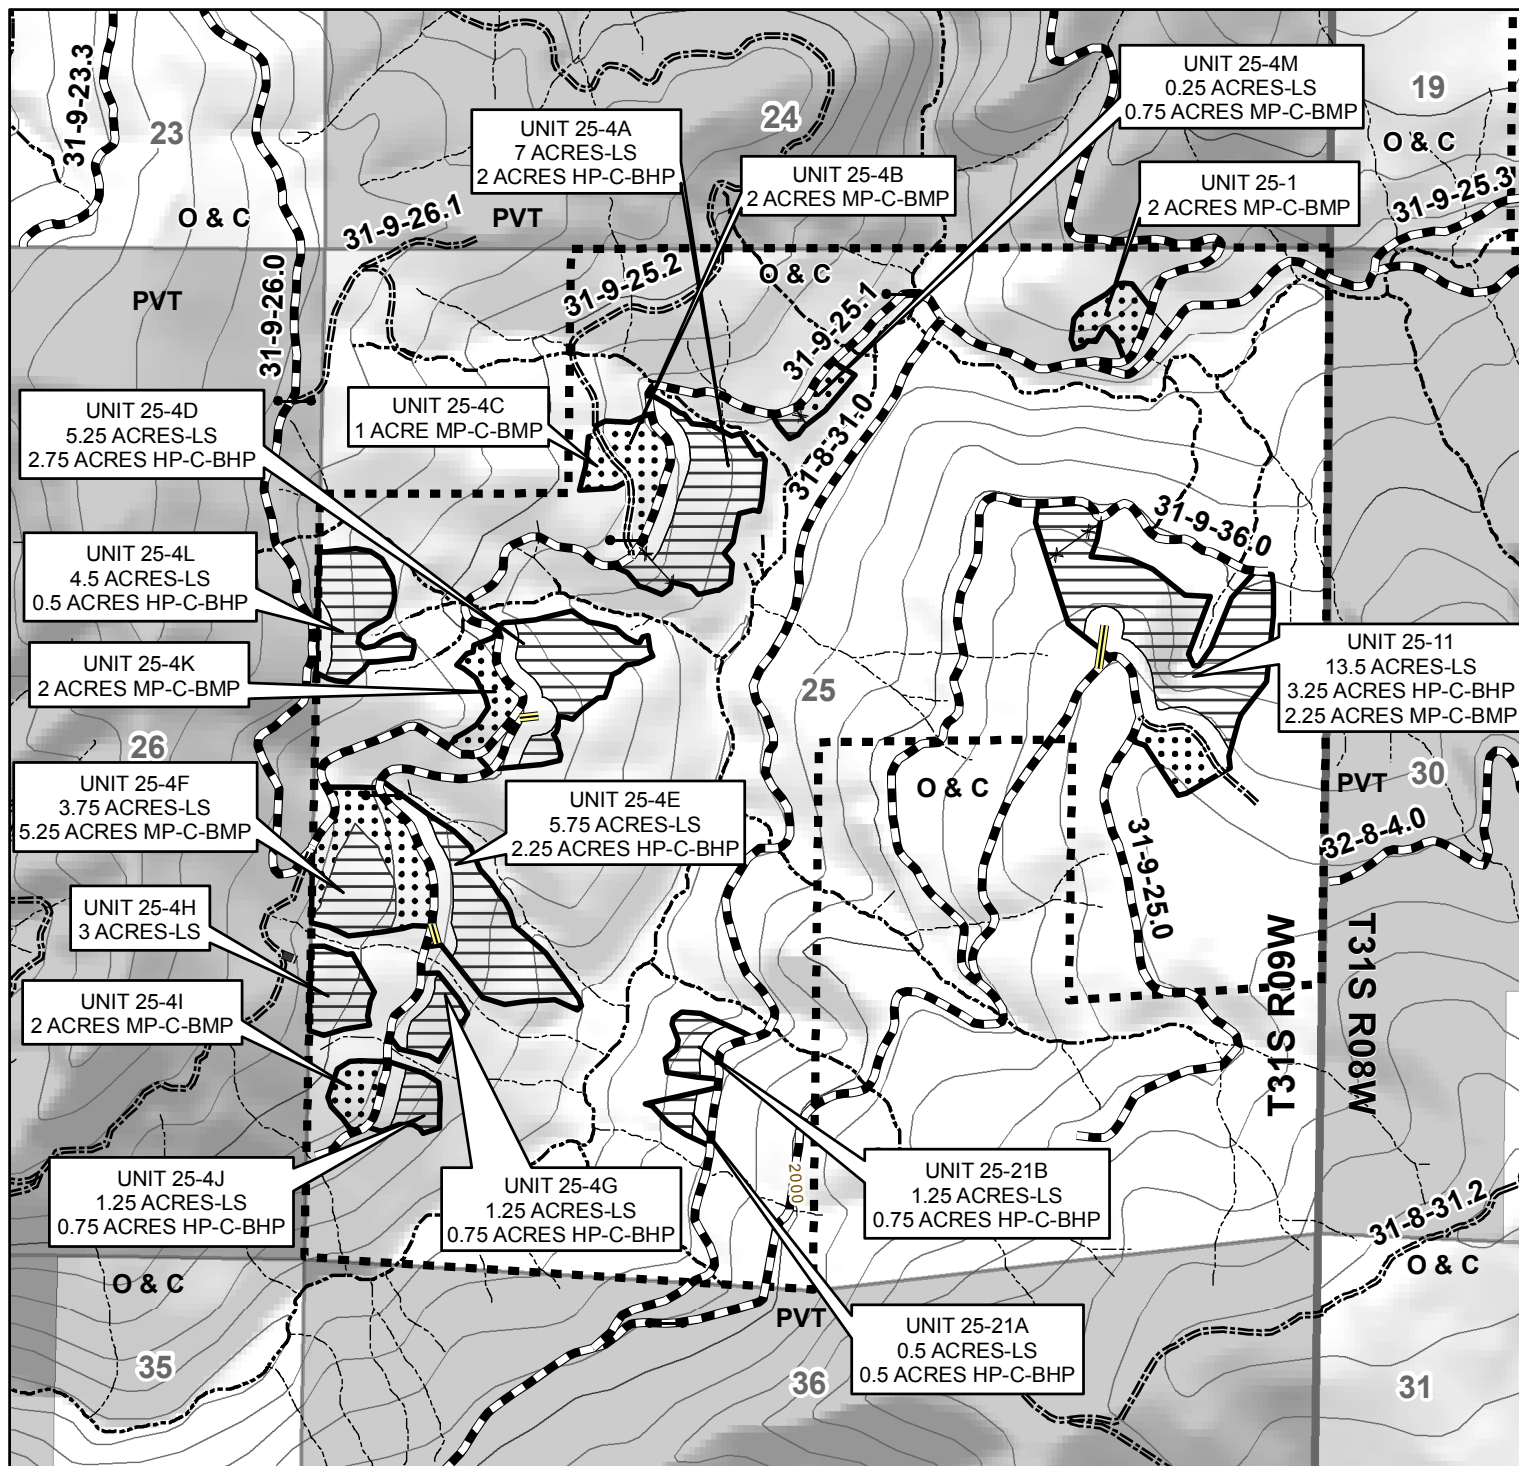 31-9-23.3
23
O & C
31-9-26.1
PVT
24
UNIT 25-4A
7 ACRES-LS
2 ACRES HP-C-BHP
UNIT 25-4B
2 ACRES MP-C-BMP
UNIT 25-4M
0.25 ACRES-LS
0.75 ACRES MP-C-BMP
19
O & C
UNIT 25-1
2 ACRES MP-C-BMP
31-9-25.3
PVT
31-9-26.0
31-9-25.2
O & C
31-9-25.1
31-8-31.0
UNIT 25-4D
5.25 ACRES-LS
2.75 ACRES HP-C-BHP
UNIT 25-4C
1 ACRE MP-C-BMP
31-9-36.0
UNIT 25-4L
4.5 ACRES-LS
0.5 ACRES HP-C-BHP
UNIT 25-4K
2 ACRES MP-C-BMP
25
UNIT 25-11
13.5 ACRES-LS
3.25 ACRES HP-C-BHP
2.25 ACRES MP-C-BMP
26
UNIT 25-4F
3.75 ACRES-LS
5.25 ACRES MP-C-BMP
UNIT 25-4E
5.75 ACRES-LS
2.25 ACRES HP-C-BHP
O & C
PVT
30
32-8-4.0
31-9-25.0
UNIT 25-4H
3 ACRES-LS
UNIT 25-4I
2 ACRES MP-C-BMP
T31S R09W
T31S R08W
UNIT 25-4J
1.25 ACRES-LS
0.75 ACRES HP-C-BHP
UNIT 25-4G
1.25 ACRES-LS
0.75 ACRES HP-C-BHP
2000
UNIT 25-21B
1.25 ACRES-LS
0.75 ACRES HP-C-BHP
31-8-31.2
O & C
O & C
PVT
UNIT 25-21A
0.5 ACRES-LS
0.5 ACRES HP-C-BHP
35
36
31